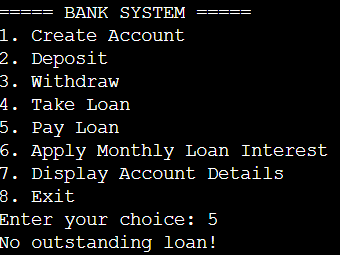 ===== BANK SYSTEM =====
1. Create Account
2. Deposit
3. Withdraw
4. Take Loan
5. Pay Loan
6. Apply Monthly Loan Interest
7. Display Account Details
8. Exit
Enter your choice: 5
No outstanding loan!